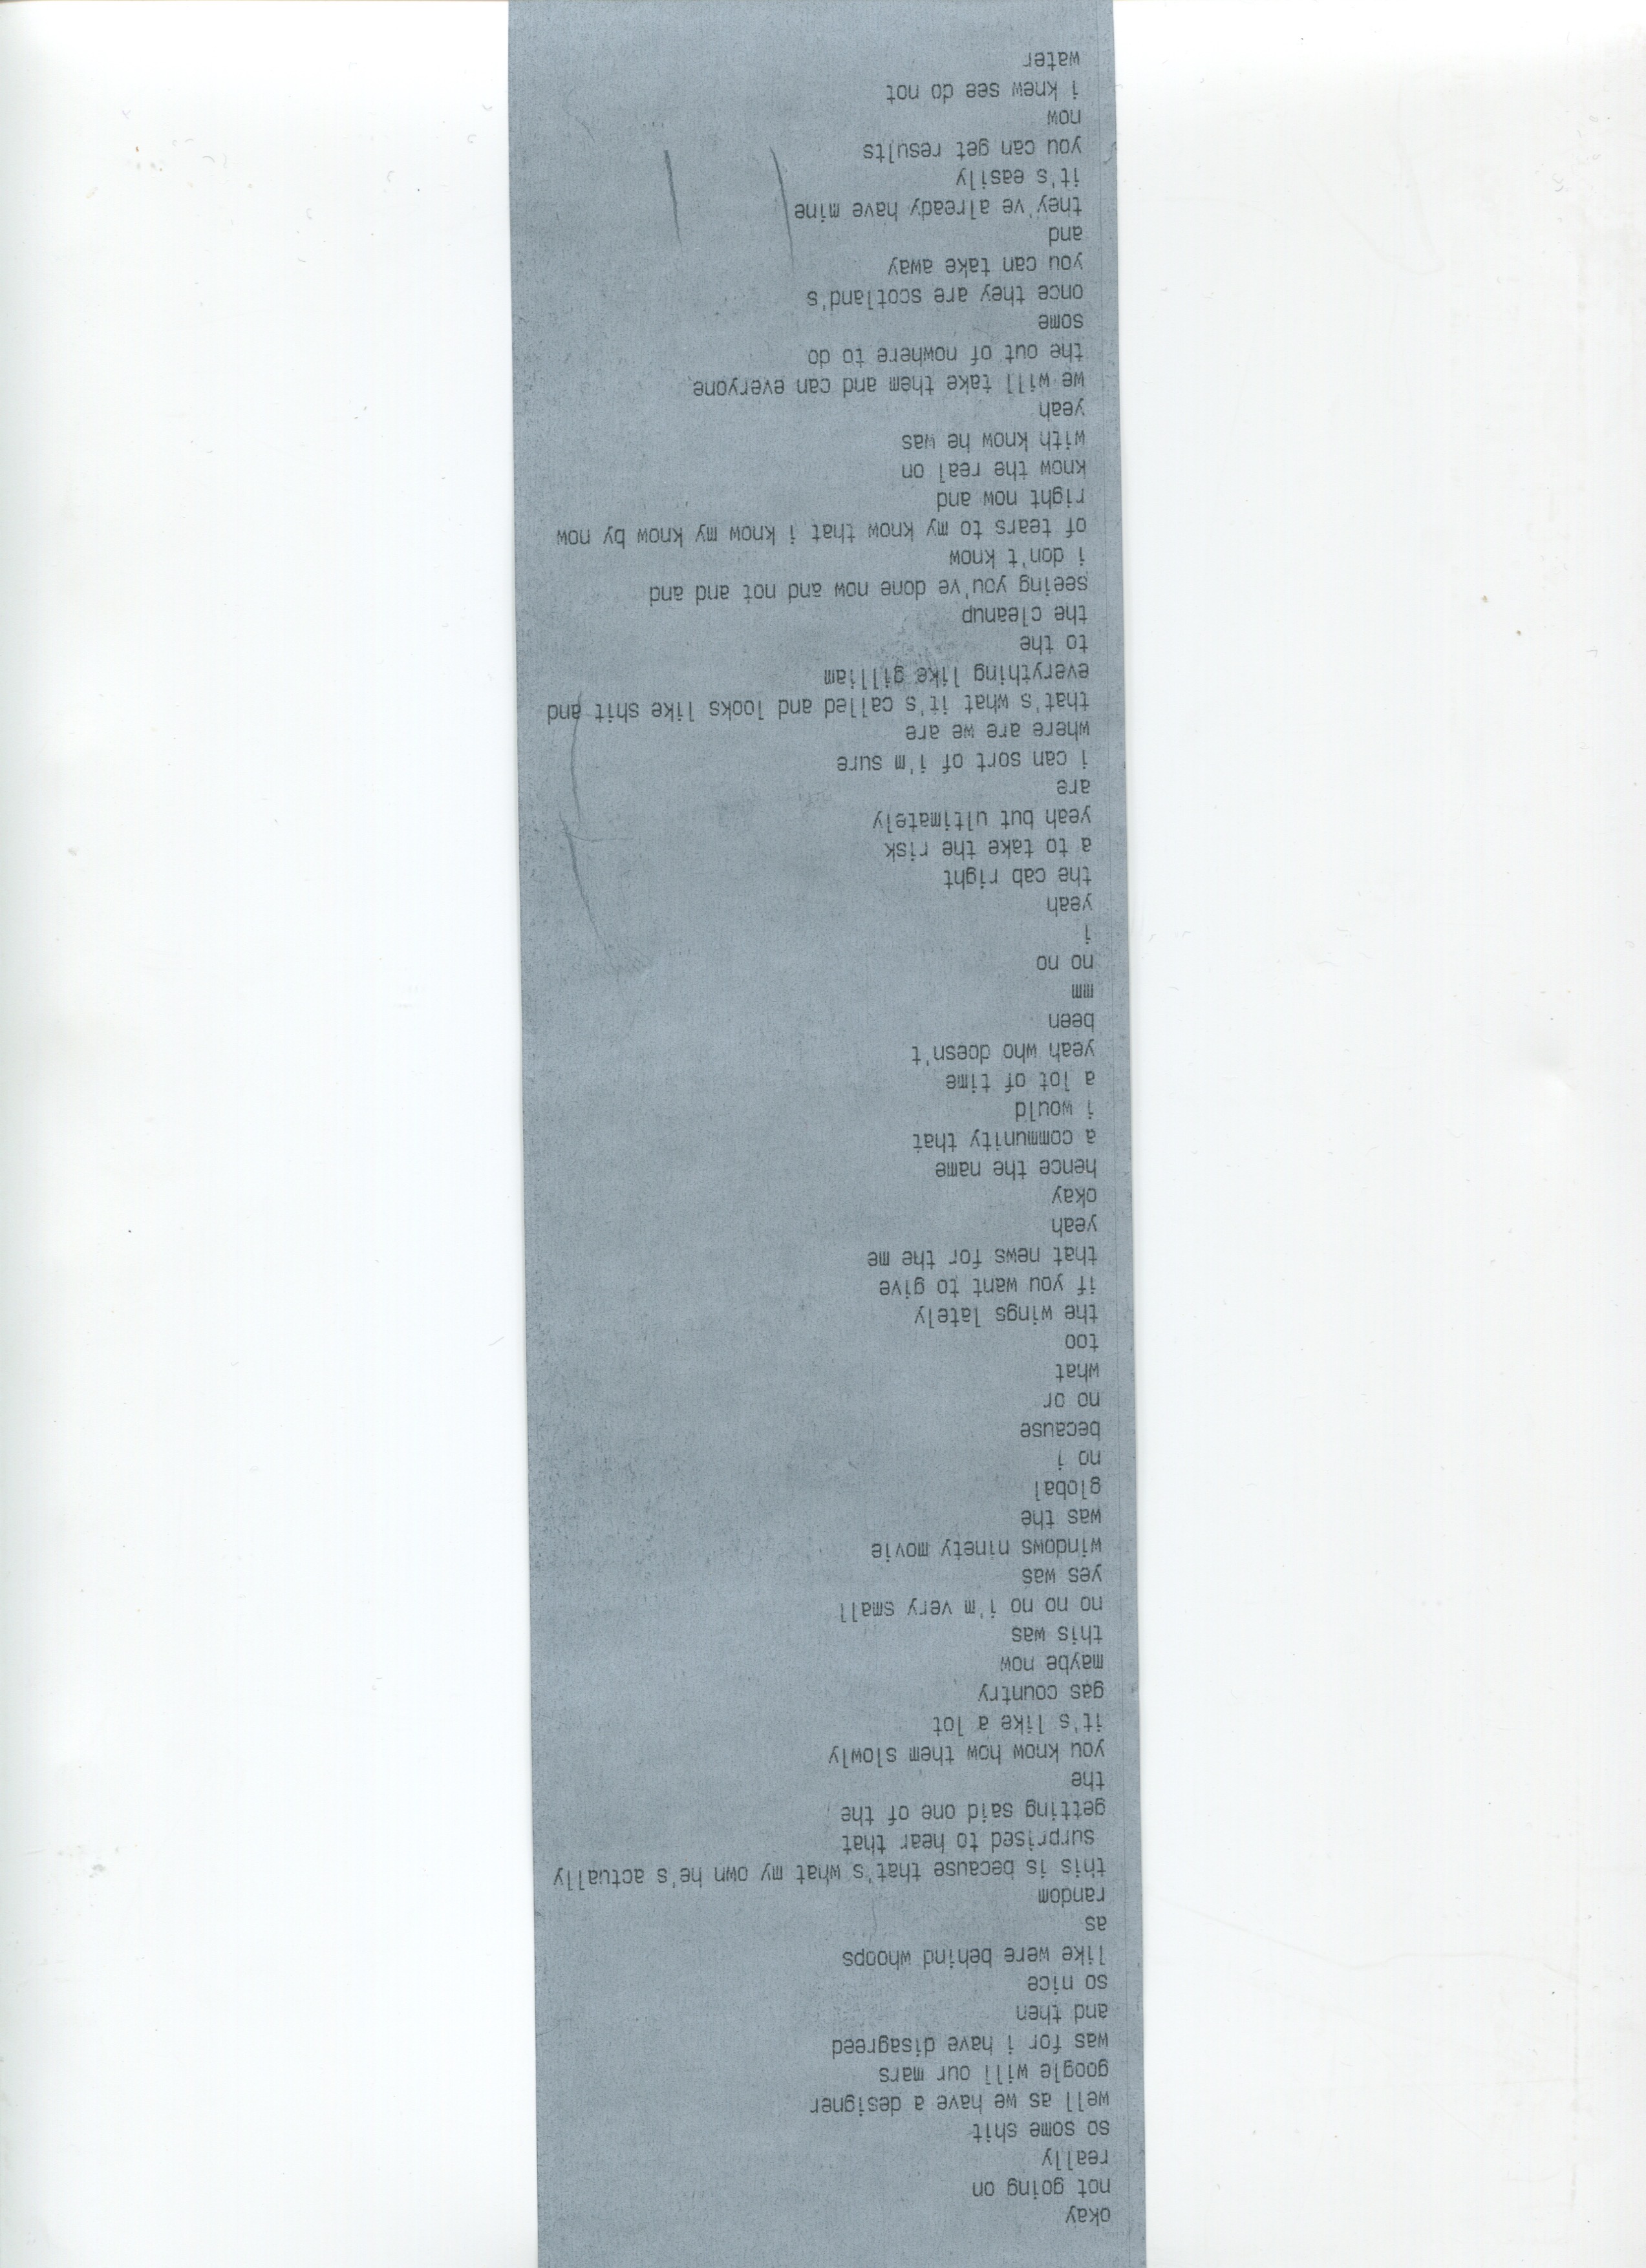 okay
not going on
really
so some shit
well as we have a designer
google will our mars
was for i have disagreed
and then
so nice
like were behind whoops
as
random
this is because that's what my own he's actually
surprised to hear that
getting said one of the
the
you know how them slowly
it's like a lot
gas country
maybe now
this was
no no no i'm very small
yes was
windows ninety movie
was the
global
no i
because
no or
what
too
the wings lately
if you want to give
that news for the me
yeah
okay
hence the name
a community that
i would
a lot of time
yeah who doesn't
been
mm
no no
i
yeah
the cab right
a to take the risk
yeah but ultimately
are
i can sort of i'm sure
where are we are
that's what it's called and looks like shit and
everything like gilliam
to the
the cleanup
seeing you've done now and not and and
i don't know
of tears to my know that i know my know by now
right now and
know the real on
with know he was
yeah
we will take them and can everyone
the out of nowhere to do
some
once they are scotland's
you can take away
and
they've already have mine
it's easily
you can get results
now
i knew see do not
water